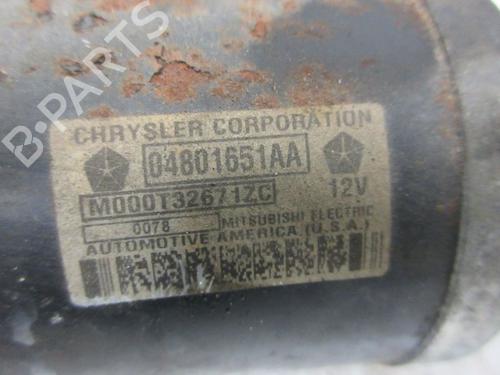 B-PARTS
CHRYSLER CORPORATION
04801651AA
M000T32671ZC 12V
0078 MITSUBISHI ELECTRIC
AUTOMOTIVE AMERICA (U.S.A.)